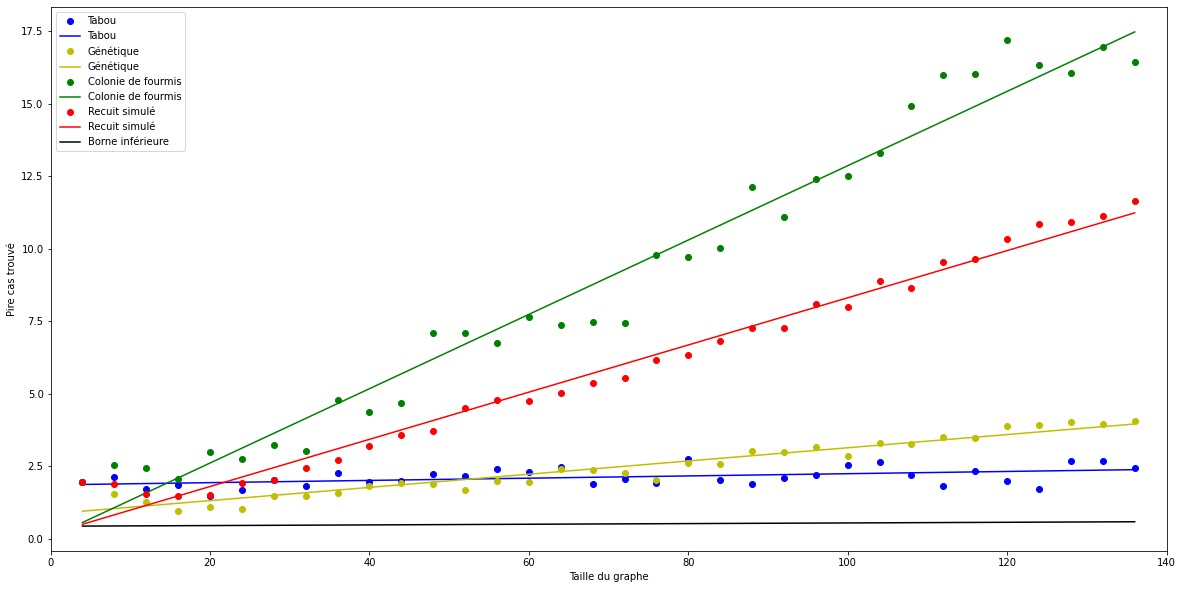 Tabou
Tabou
Génétique
Génétique
Colonie de fourmis
Colonie de fourmis
Recuit simulé
Recuit simulé
Borne inférieure
Pire cas trouvé
17.5
15.0
12.5
10.0
7.5
5.0
2.5
0.0
0 20 40 60 80 100 120 140
Taille du graphe